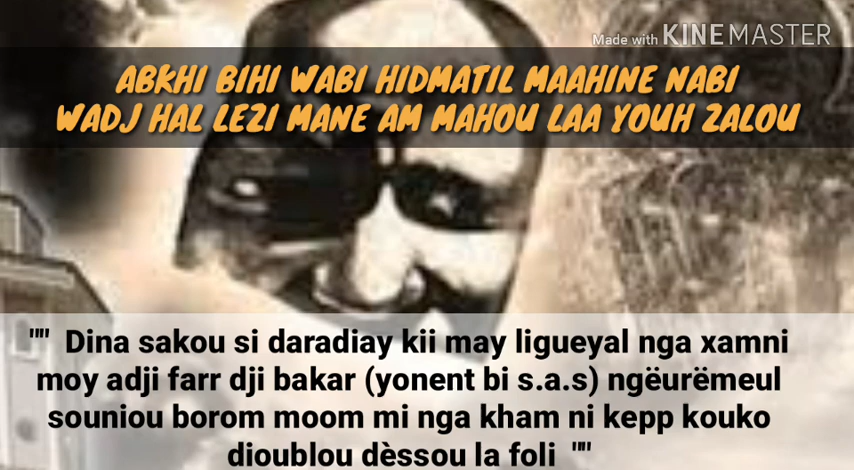 Made with KINEMASTER
ABKHI BIHI WABI HIDMATIL MAAHINE NABI
WADJ HAL LEZI MANE AM MAHOU LAA YOUH ZALOU
"" Dina sakou si daradiay kii may ligueyal nga xamni
moy adji farr dji bakar (yonent bi s.a.s) ngëurëmeul
souniou borom moom mi nga kham ni kepp kouko
dioublou dèssou la foli ""